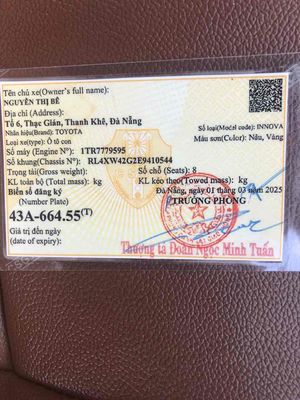 Tên chủ xe(Owner's full name):
NGUYỄN THỊ BÊ
Địa chỉ (Address):
Tổ 6, Thạc Gián, Thanh Khê, Đà Nẵng
Nhãn hiệu(Brand): TOYOTA Số loại(Model code): INNOVA
Loại xe(Type): Ô tô con Màu sơn(Color): Nâu, Vàng
Số máy (Engine N°): 1TR7779595
Số khung(Chassis N°): RL4XW42G2E9410544
Trọng tải(Gross weight): Số chỗ (Seats): 8
KL toàn bộ (Total mass): kg KL kéo theo(Towed mass): kg
Biển số đăng ký Đà Nẵng, ngày 01 tháng 03 năm 2025
(Number Plate) TRƯỞNG PHÒNG
43A-664.55(T)
Giá trị đến ngày
(date of expiry):
Thượng tá Đoàn Ngọc Minh Tuấn